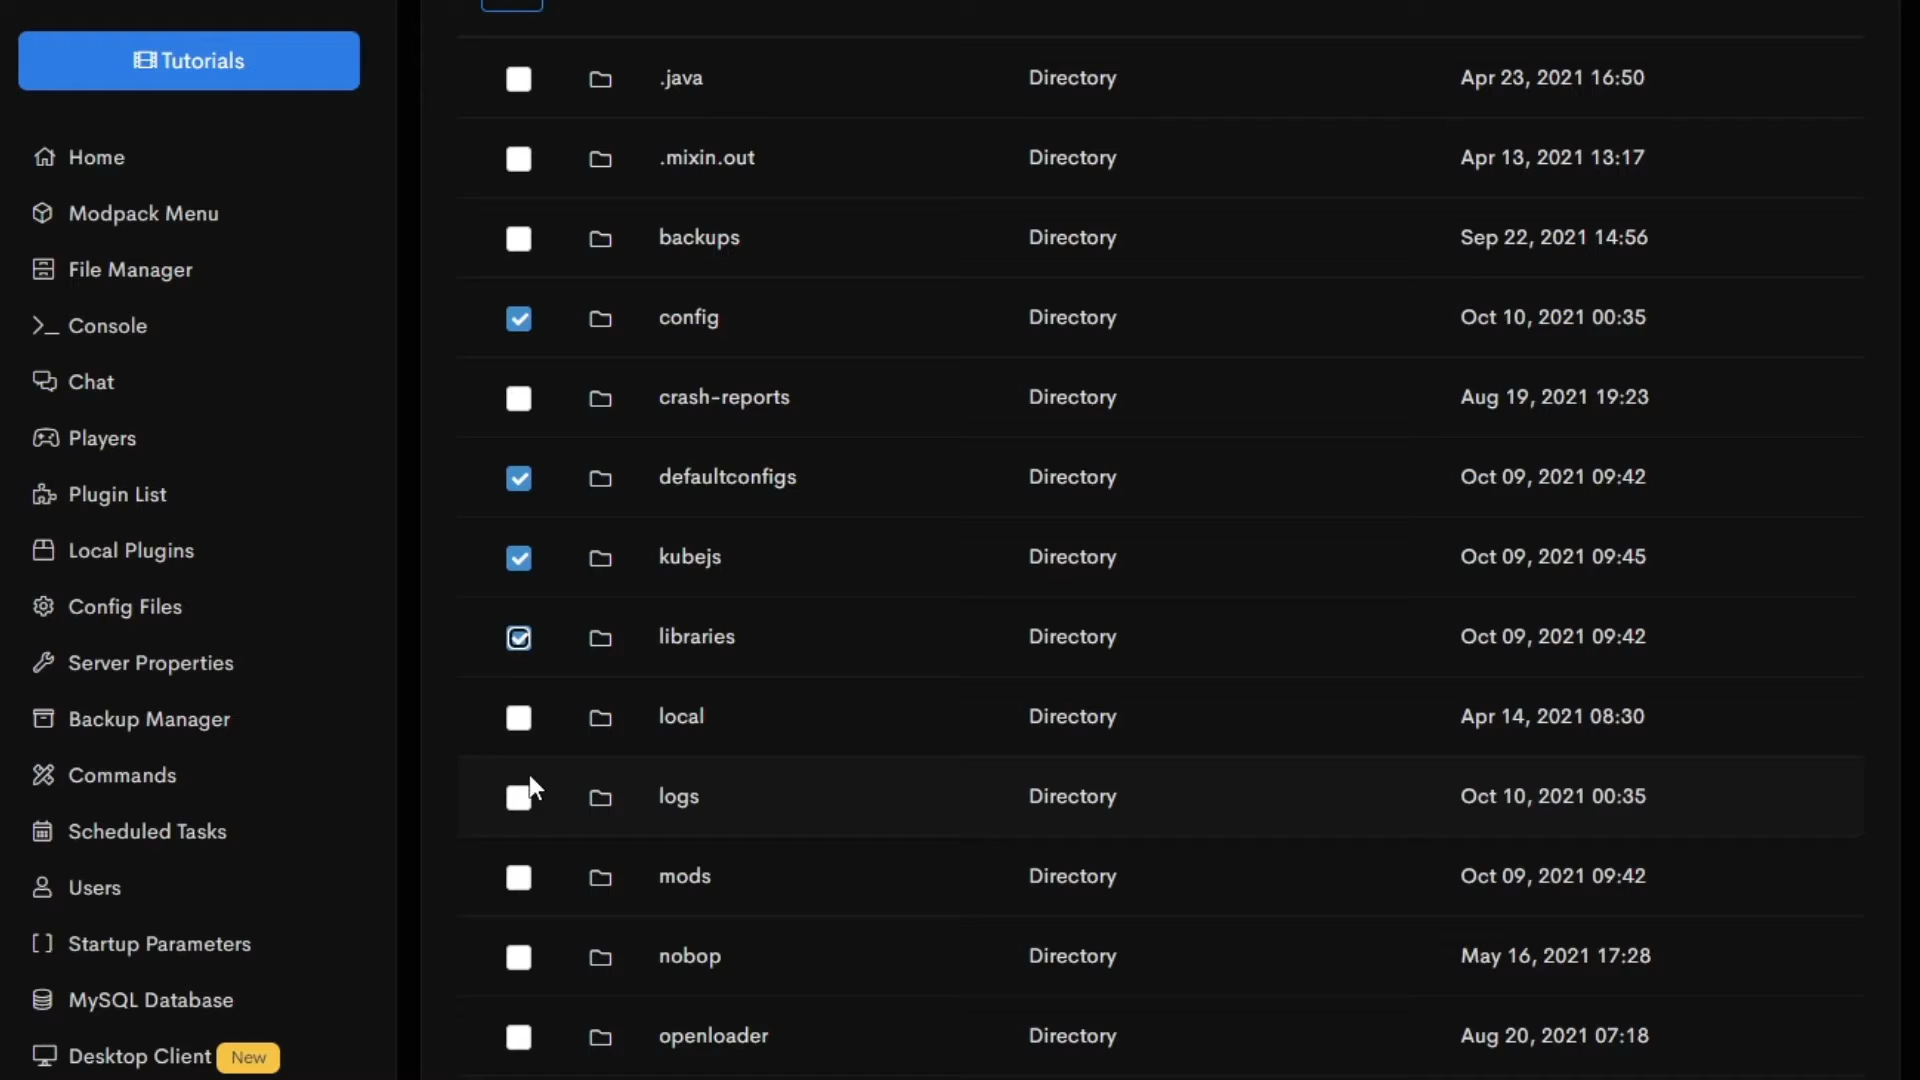 Tutorials
Home
Modpack Menu
File Manager
Console
Chat
Players
Plugin List
Local Plugins
Config Files
Server Properties
Backup Manager
Commands
Scheduled Tasks
Users
Startup Parameters
MySQL Database
Desktop Client New
.java Directory Apr 23, 2021 16:50
.mixin.out Directory Apr 13, 2021 13:17
backups Directory Sep 22, 2021 14:56
config Directory Oct 10, 2021 00:35
crash-reports Directory Aug 19, 2021 19:23
defaultconfigs Directory Oct 09, 2021 09:42
kubejs Directory Oct 09, 2021 09:45
libraries Directory Oct 09, 2021 09:42
local Directory Apr 14, 2021 08:30
logs Directory Oct 10, 2021 00:35
mods Directory Oct 09, 2021 09:42
nobop Directory May 16, 2021 17:28
openloader Directory Aug 20, 2021 07:18